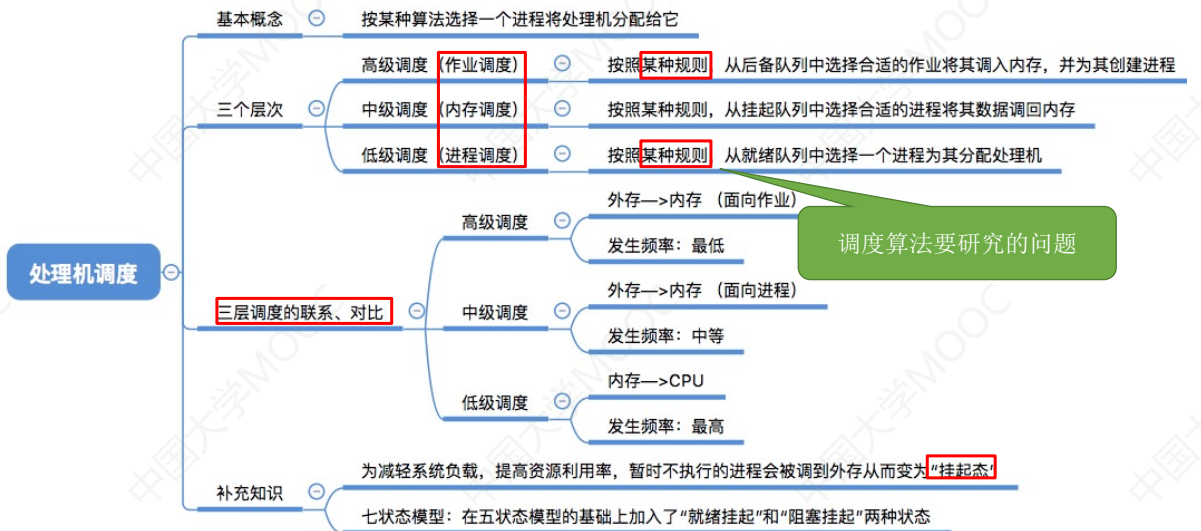 基本概念
按某种算法选择一个进程将处理机分配给它
高级调度（作业调度）
按照某种规则，从后备队列中选择合适的作业将其调入内存，并为其创建进程
三个层次
中级调度（内存调度）
按照某种规则，从挂起队列中选择合适的进程将其数据调回内存
低级调度（进程调度）
按照某种规则，从就绪队列中选择一个进程为其分配处理机
调度算法要研究的问题
处理机调度
三层调度的联系、对比
高级调度
外存—>内存 （面向作业）
发生频率：最低
中级调度
外存—>内存 （面向进程）
发生频率：中等
低级调度
内存—>CPU
发生频率：最高
补充知识
为减轻系统负载，提高资源利用率，暂时不执行的进程会被调到外存从而变为“挂起态”
七状态模型：在五状态模型的基础上加入了“就绪挂起”和“阻塞挂起”两种状态
中国大学MOOC